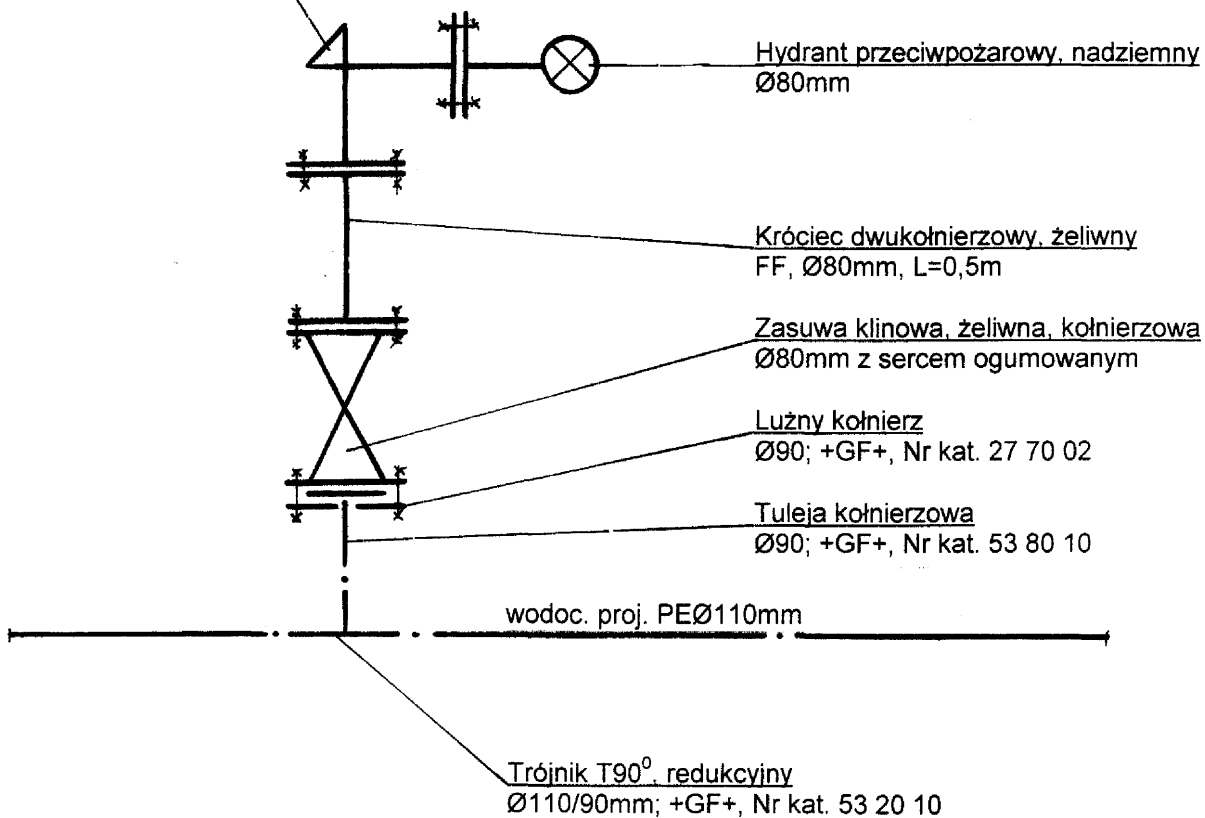 Hydrant przeciwpożarowy, nadziemny
Ø80mm
Króciec dwukołnierzowy, żeliwny
FF, Ø80mm, L=0,5m
Zasuwa klinowa, żeliwna, kołnierzowa
Ø80mm z sercem ogumowanym
Lużny kołnierz
Ø90; +GF+, Nr kat. 27 70 02
Tuleja kołnierzowa
Ø90; +GF+, Nr kat. 53 80 10
wodoc. proj. PEØ110mm
Trójnik T90⁰, redukcyjny
Ø110/90mm; +GF+, Nr kat. 53 20 10